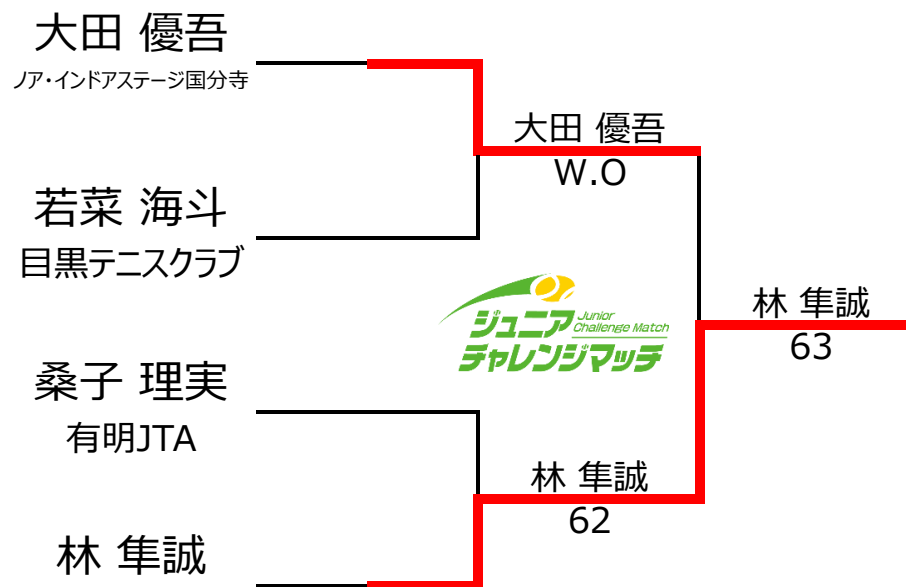 大田 優吾
ノア・インドアステージ国分寺
大田 優吾
W.O
若菜 海斗
目黒テニスクラブ
ジュニア Junior Challenge Match
チャレンジマッチ
林 隼誠
63
桑子 理実
有明JTA
林 隼誠
62
林 隼誠